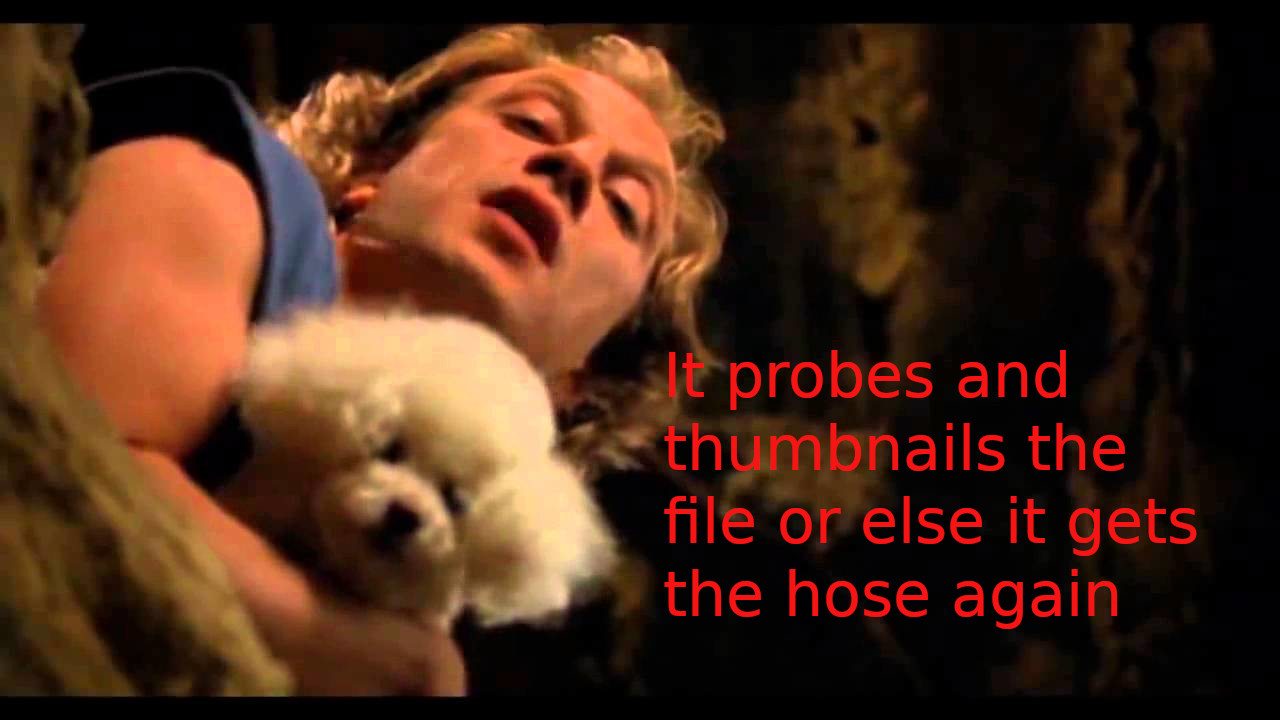 It probes and
thumbnails the
file or else it gets
the hose again